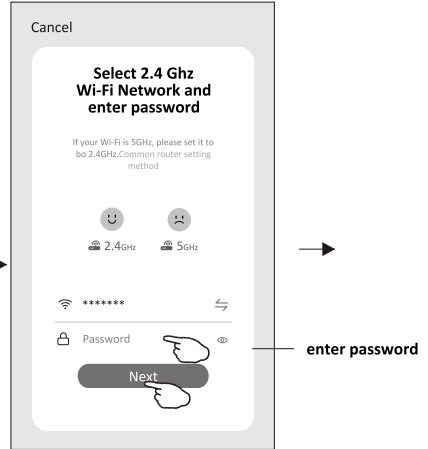 Cancel
Select 2.4 Ghz
Wi-Fi Network and
enter password
If your Wi-Fi is 5GHz, please set it to
bo 2.4GHz.Common router setting
method
2.4GHz 5GHz
*******
Password
enter password
Next